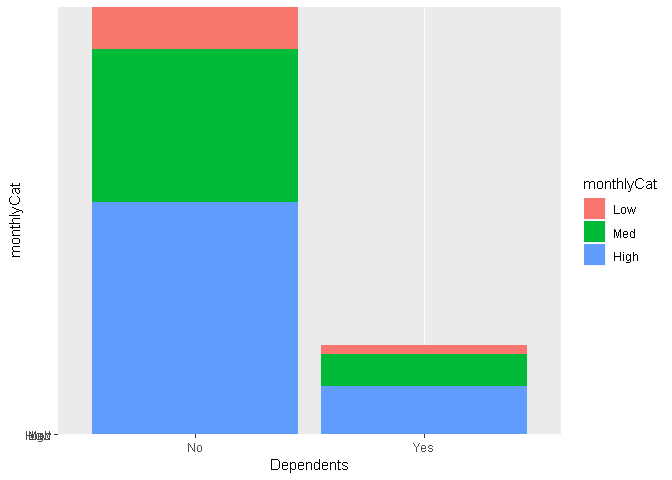 monthlyCat
No
Yes
Dependents
monthlyCat
Low
Med
High